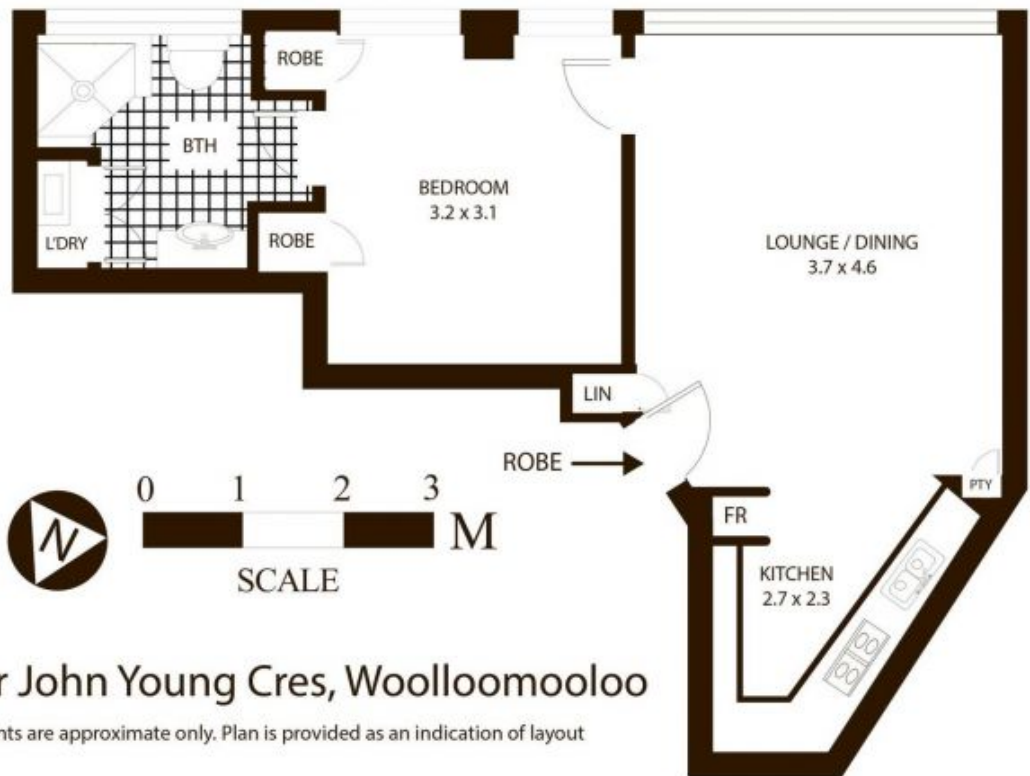 ROBE
BTH
BEDROOM
3.2 x 3.1
LOUNGE / DINING
3.7 x 4.6
L'DRY
ROBE
LIN
ROBE
PTY
FR
KITCHEN
2.7 x 2.3
0 1 2 3
M
SCALE
N
r John Young Cres, Woolloomooloo
nts are approximate only. Plan is provided as an indication of layout